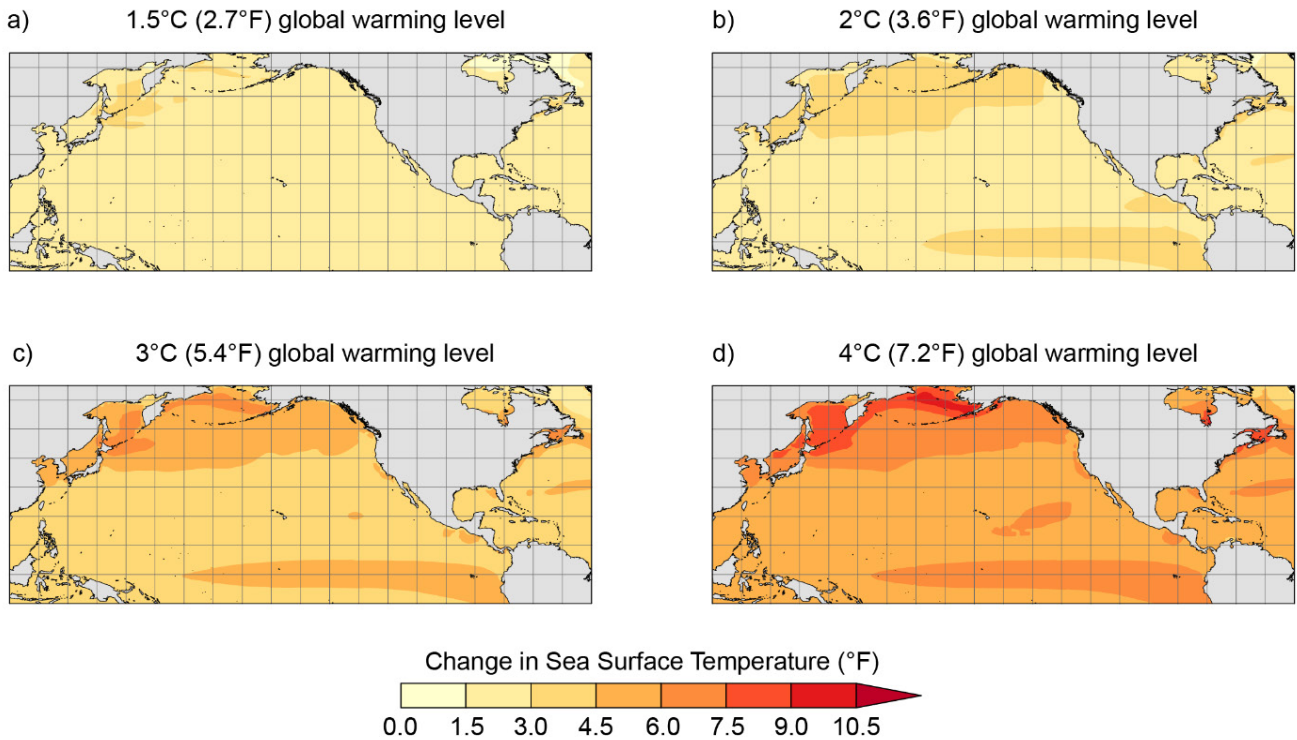 a) 1.5°C (2.7°F) global warming level
b) 2°C (3.6°F) global warming level
c) 3°C (5.4°F) global warming level
d) 4°C (7.2°F) global warming level
Change in Sea Surface Temperature (°F)
0.0 1.5 3.0 4.5 6.0 7.5 9.0 10.5